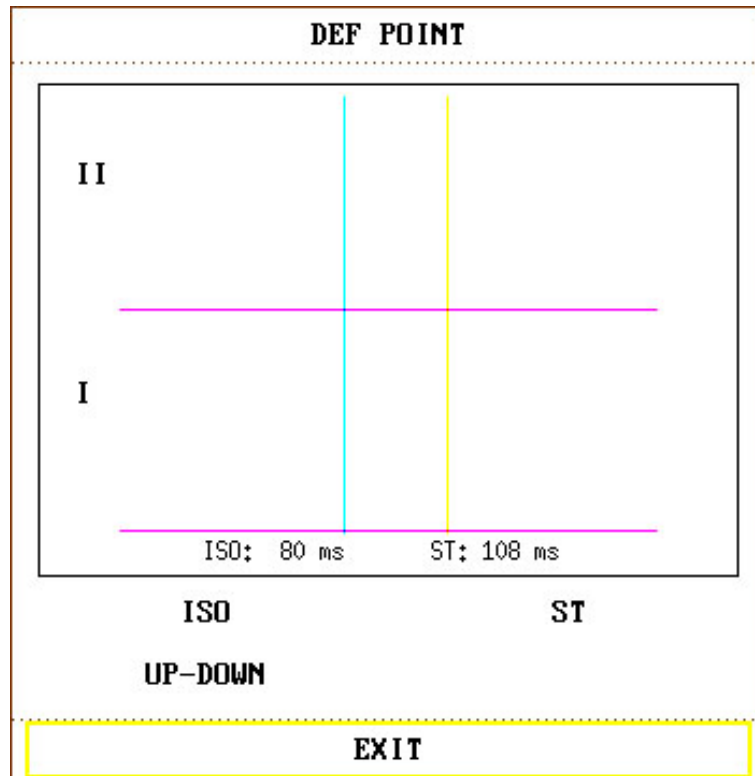 DEF POINT
II
I
ISO: 80 ms ST: 108 ms
ISO ST
UP-DOWN
EXIT